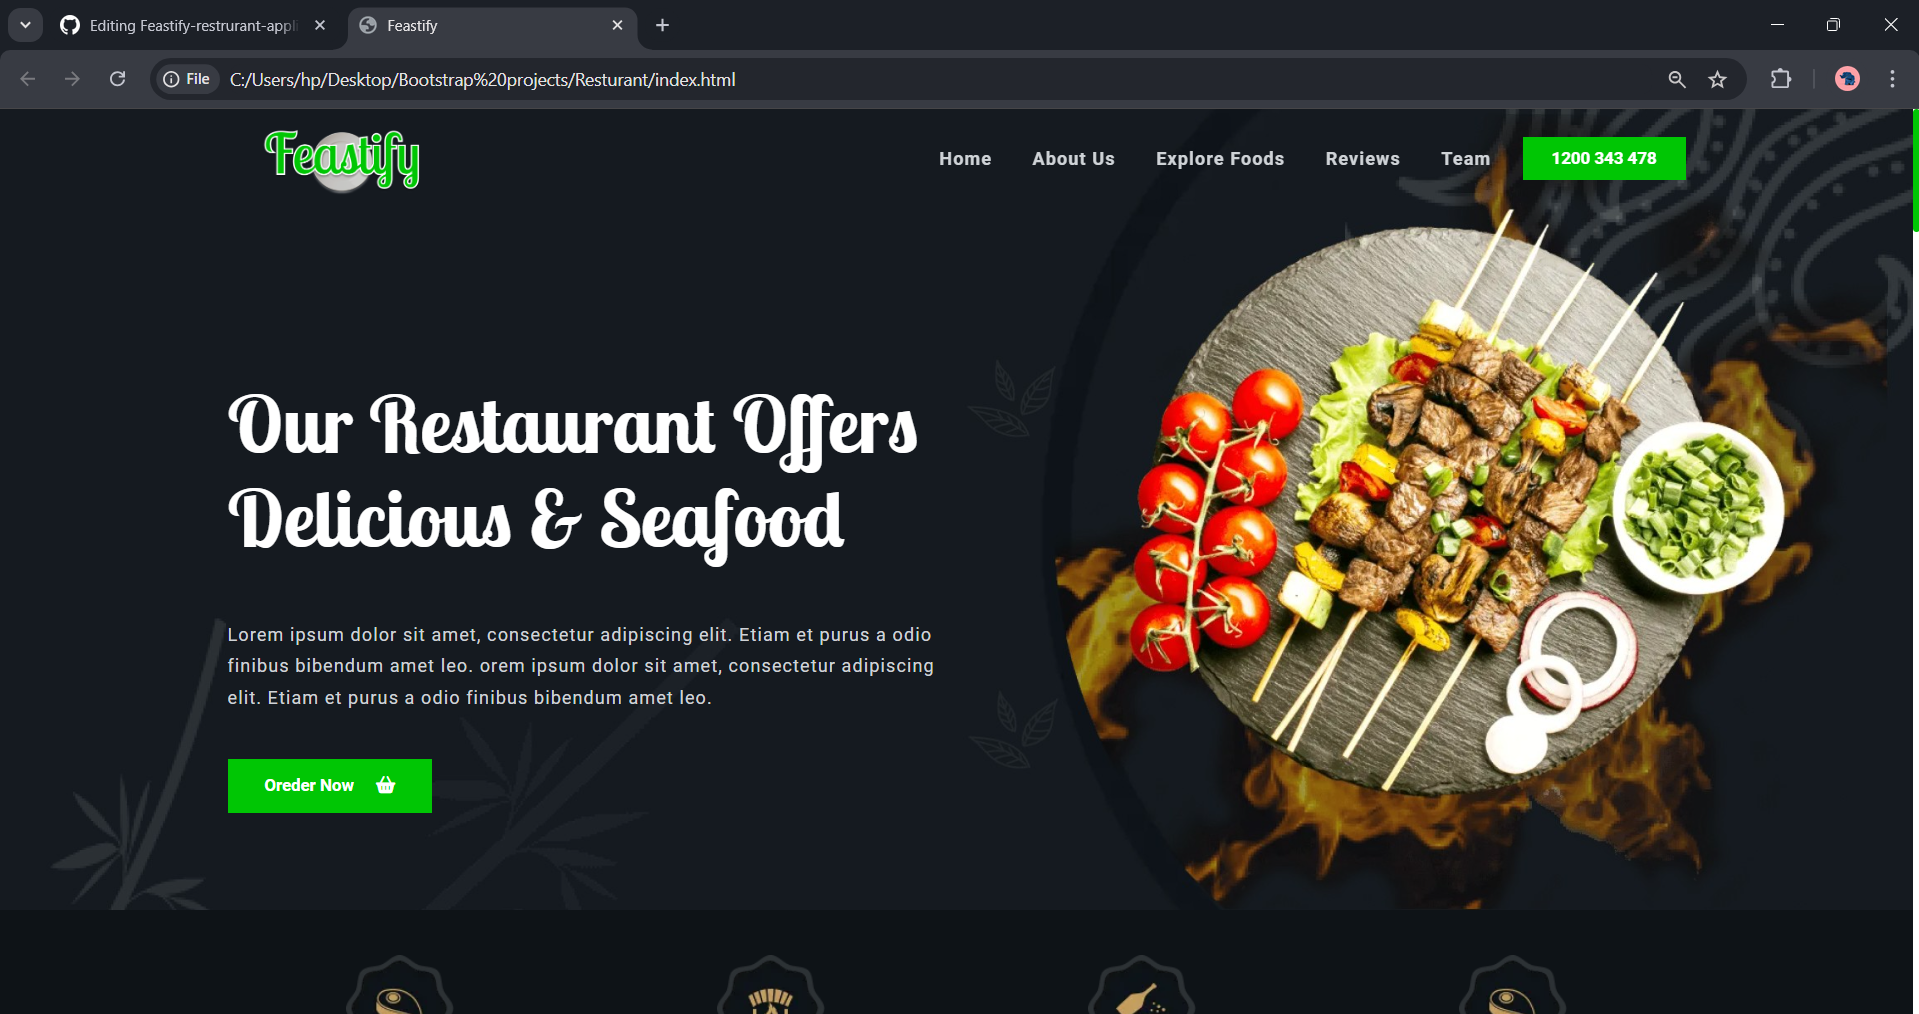 Editing Feastify-restrurant-appli
Feastify
File
C:/Users/hp/Desktop/Bootstrap%20projects/Resturant/index.html
Feastify
Home
About Us
Explore Foods
Reviews
Team
1200 343 478
Our Restaurant Offers
Delicious & Seafood
Lorem ipsum dolor sit amet, consectetur adipiscing elit. Etiam et purus a odio
finibus bibendum amet leo. orem ipsum dolor sit amet, consectetur adipiscing
elit. Etiam et purus a odio finibus bibendum amet leo.
Oreder Now